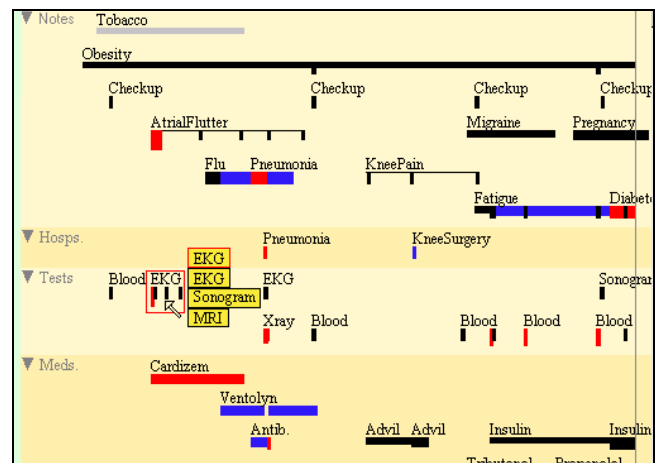 Notes Tobacco
Obesity
Checkup Checkup Checkup Checkup
AtrialFlutter Migraine Pregnancy
Flu Pneumonia KneePain
Fatigue Diabet
Hosps. Pneumonia KneeSurgery
EKG
Tests Blood EKG EKG EKG Sonogra
Sonogram
MRI Xray Blood Blood Blood Blood
Meds. Cardizem
Ventolyn
Antib. Advil Advil Insulin Insulin